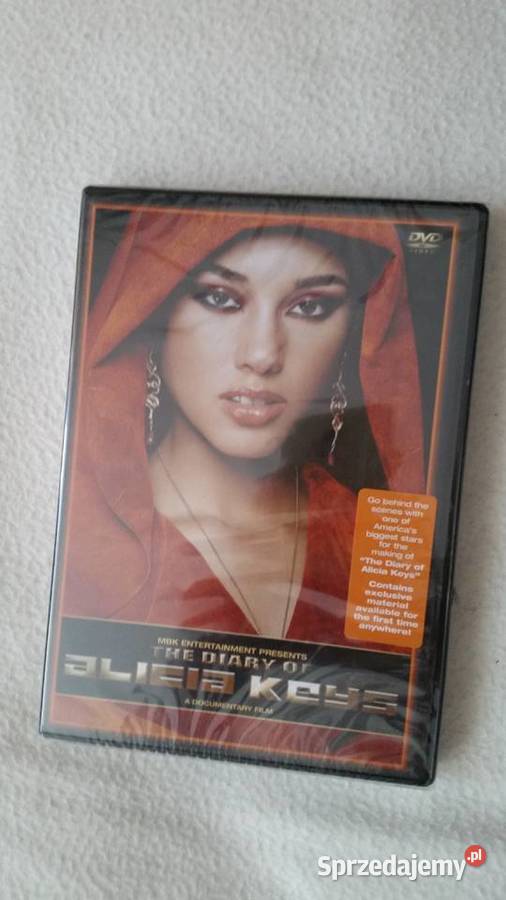 DVD
VIDEO
Go behind the
scenes with
one of
America's
biggest stars
for the
making of
"The Diary of
Alicia Keys"
Contains
exclusive
material
available for
the first time
anywhere!
MBK ENTERTAINMENT PRESENTS
THE DIARY OF
aLICIa Keys
A DOCUMENTARY FILM
Sprzedajemy.pl